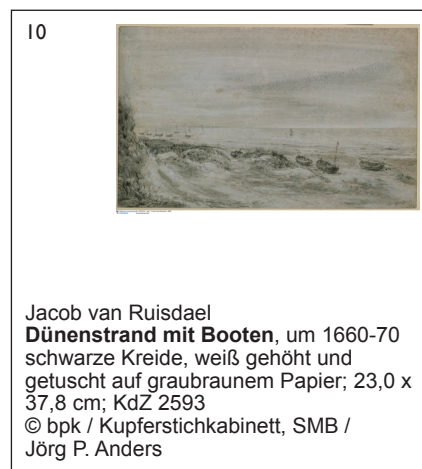 10
Jacob van Ruisdael
Dünenstrand mit Booten, um 1660-70
schwarze Kreide, weiß gehöht und
getuscht auf graubraunem Papier; 23,0 x
37,8 cm; KdZ 2593
© bpk / Kupferstichkabinett, SMB /
Jörg P. Anders